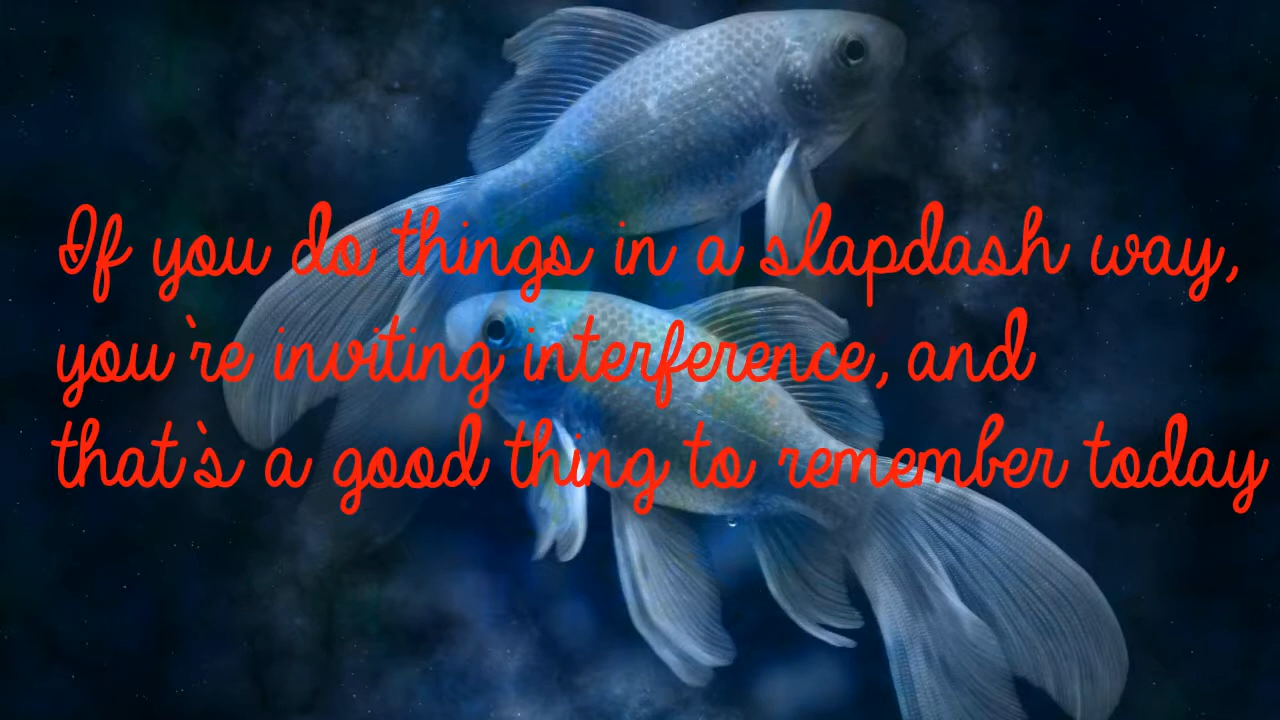 If you do things in a slapdash way,
you`re inviting interference, and
that`s a good thing to remember today